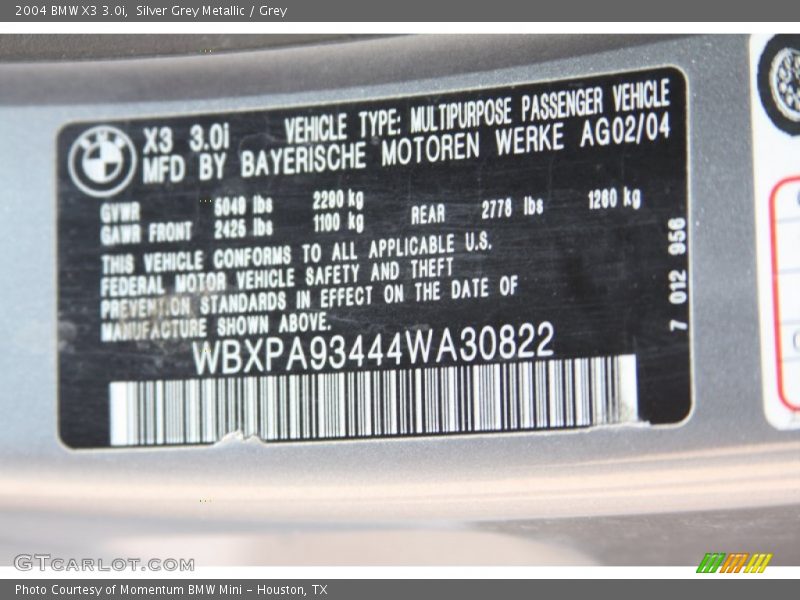 2004 BMW X3 3.0i,  Silver Grey Metallic / Grey
X3 3.0i VEHICLE TYPE: MULTIPURPOSE PASSENGER VEHICLE
MFD BY BAYERISCHE MOTOREN WERKE AG02/04
GVWR 5049 lbs 2290 kg
GAWR FRONT 2425 lbs 1100 kg REAR 2778 lbs 1260 kg
THIS VEHICLE CONFORMS TO ALL APPLICABLE U.S.
FEDERAL MOTOR VEHICLE SAFETY AND THEFT
PREVENTION STANDARDS IN EFFECT ON THE DATE OF
MANUFACTURE SHOWN ABOVE.
WBXPA93444WA30822
7 012 956
GTcarlot.com
Photo Courtesy of Momentum BMW Mini - Houston, TX